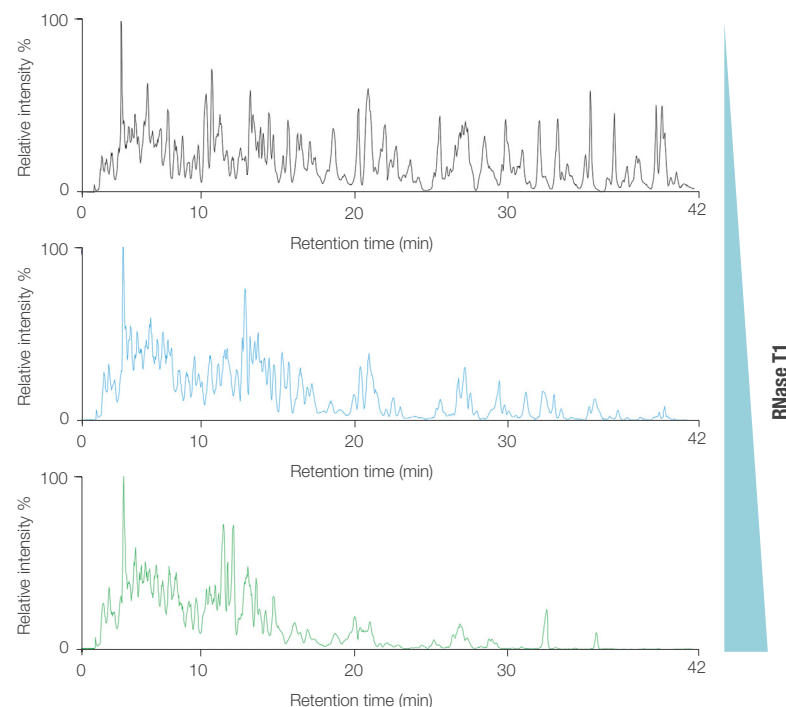 100
Relative intensity %
0
0 10 20 30 42
Retention time (min)
100
Relative intensity %
0
0 10 20 30 42
Retention time (min)
100
Relative intensity %
0
0 10 20 30 42
Retention time (min)
RNase T1